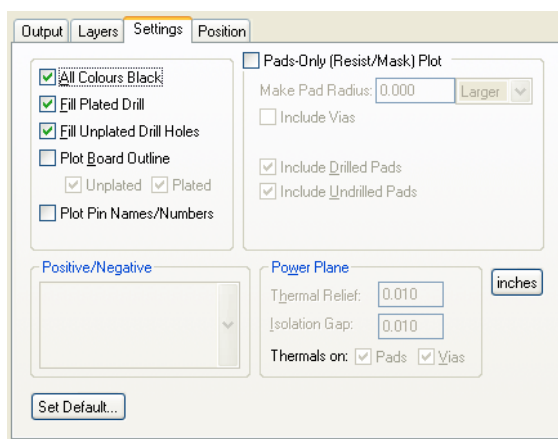 Output Layers Settings Position
All Colours Black
Fill Plated Drill
Fill Unplated Drill Holes
Plot Board Outline
Unplated Plated
Plot Pin Names/Numbers
Pads-Only (Resist/Mask) Plot
Make Pad Radius: 0.000 Larger
Include Vias
Include Drilled Pads
Include Undrilled Pads
Positive/Negative
Power Plane
Thermal Relief: 0.010
Isolation Gap: 0.010
Thermals on: Pads Vias
inches
Set Default...